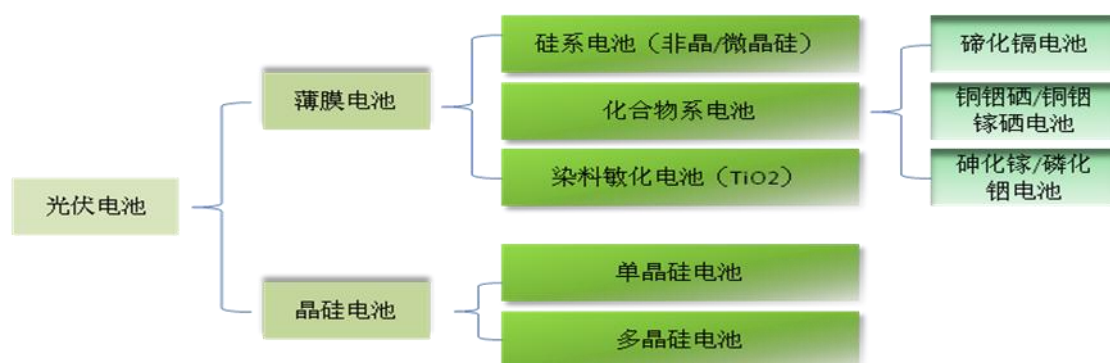 光伏电池
薄膜电池
硅系电池（非晶/微晶硅）
化合物系电池
碲化镉电池
铜铟硒/铜铟
镓硒电池
砷化镓/磷化
铟电池
染料敏化电池（TiO2）
晶硅电池
单晶硅电池
多晶硅电池